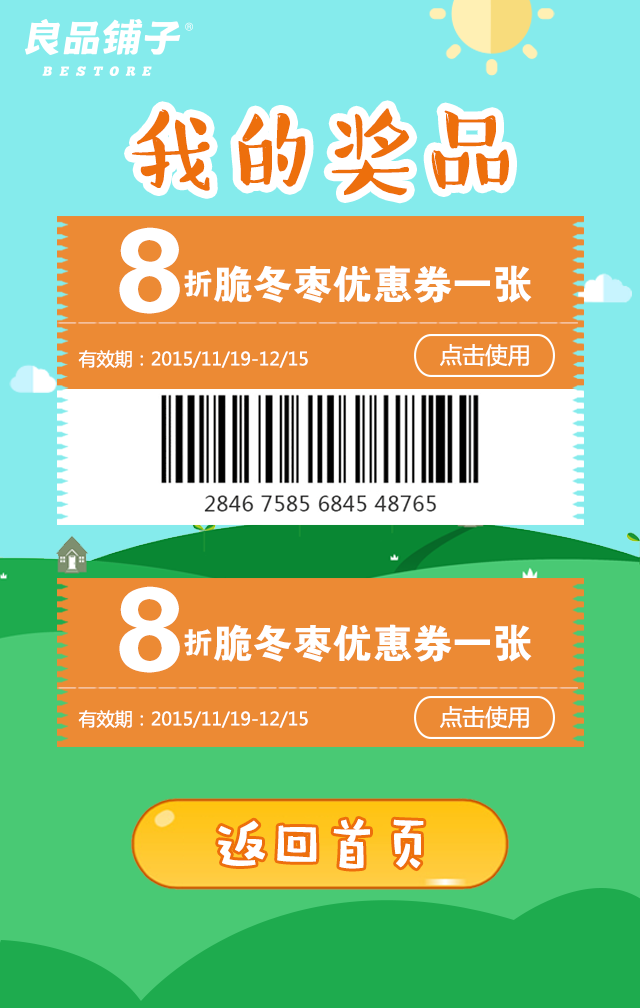 良品铺子®
BESTORE
我的奖品
8折脆冬枣优惠券一张
有效期：2015/11/19-12/15
点击使用
2846 7585 6845 48765
8折脆冬枣优惠券一张
有效期：2015/11/19-12/15
点击使用
返回首页